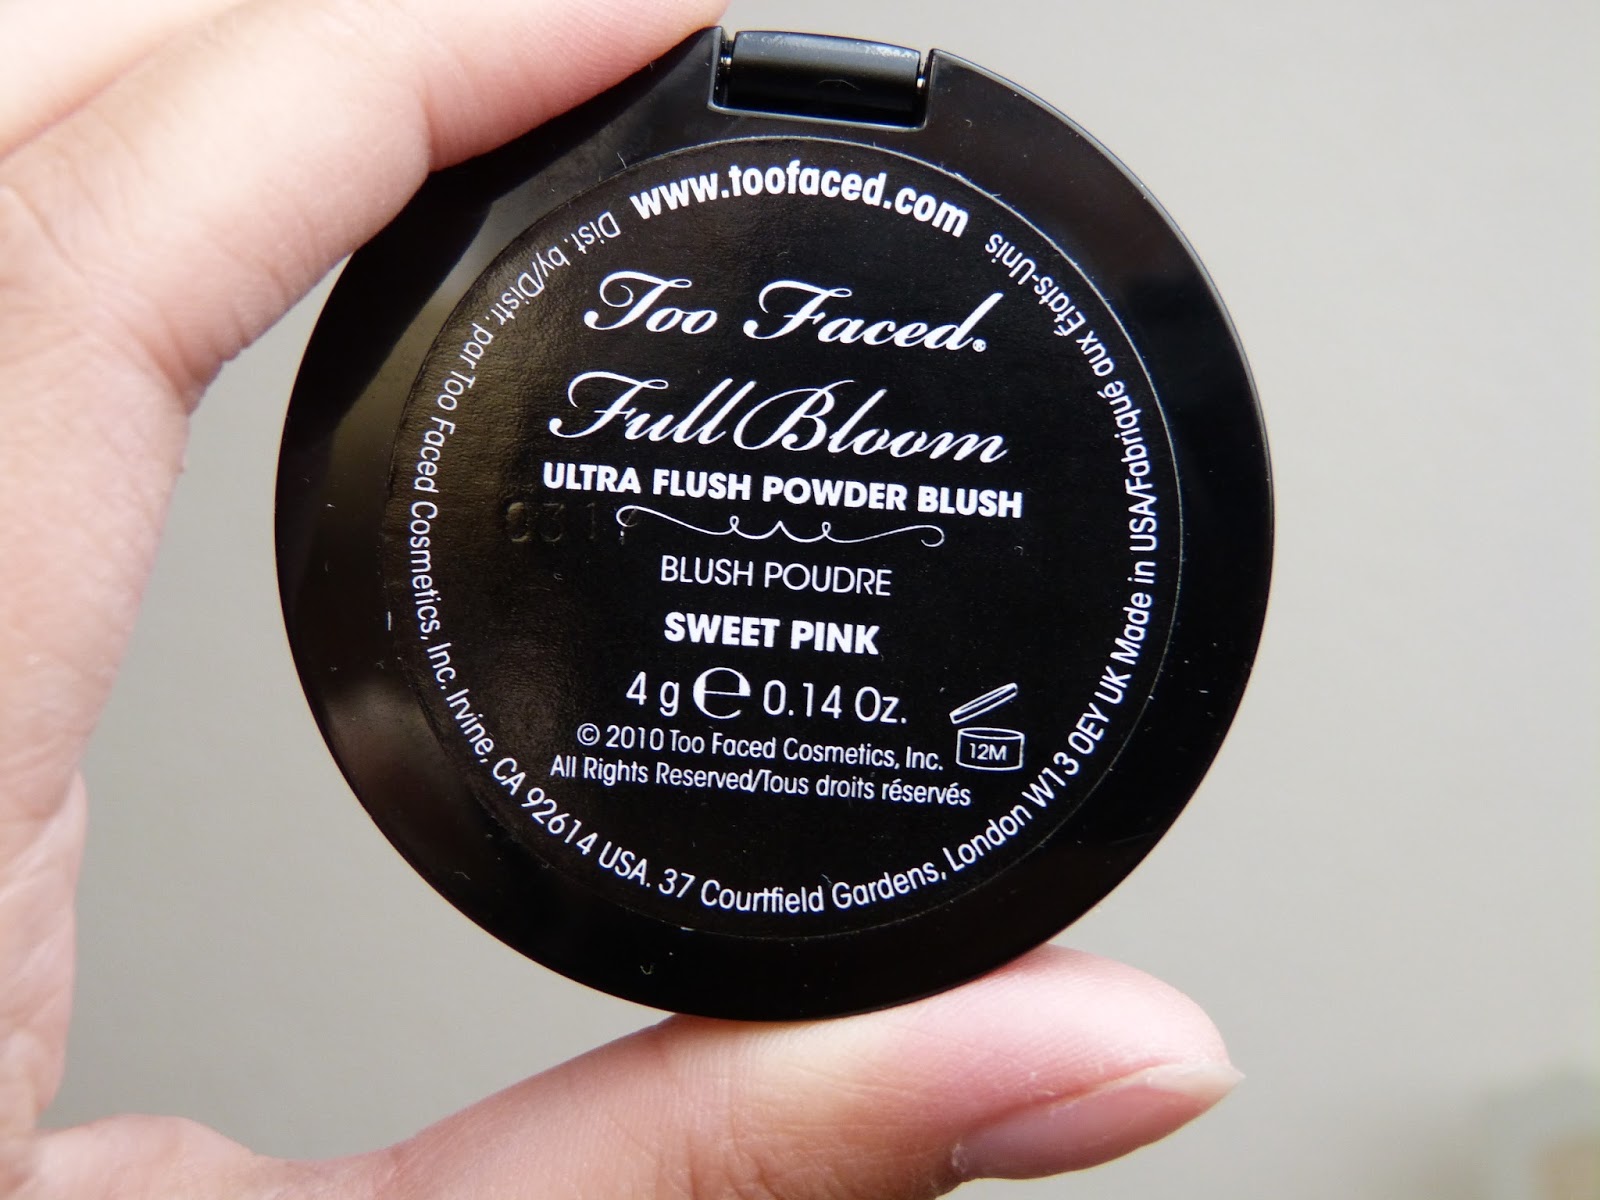 www.toofaced.com
Too Faced®
Full Bloom
ULTRA FLUSH POWDER BLUSH
BLUSH POUDRE
SWEET PINK
4 g ℮ 0.14 Oz.
© 2010 Too Faced Cosmetics, Inc.
All Rights Reserved/Tous droits réservés
12M
Dist. by/Distr. par Too Faced Cosmetics, Inc. Irvine, CA 92614 USA. 37 Courtfield Gardens, London W13 0EY UK Made in USA/Fabriqué aux États-Unis